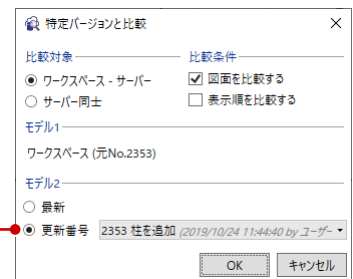 特定バージョンと比較
比較対象
比較条件
ワークスペース - サーバー
図面を比較する
サーバー同士
表示順を比較する
モデル1
ワークスペース (元No.2353)
モデル2
最新
更新番号 2353 柱を追加 (2019/10/24 11:44:40 by ユーザー
OK キャンセル